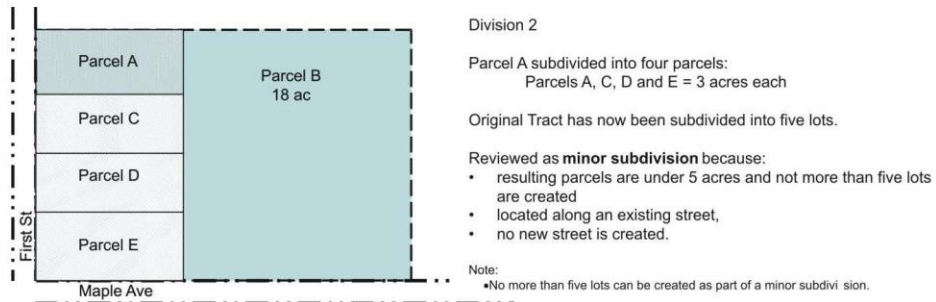 Parcel A
Parcel B
18 ac
Parcel C
Parcel D
Parcel E
First St
Maple Ave
Division 2
Parcel A subdivided into four parcels:
Parcels A, C, D and E = 3 acres each
Original Tract has now been subdivided into five lots.
Reviewed as minor subdivision because:
• resulting parcels are under 5 acres and not more than five lots
are created
• located along an existing street,
• no new street is created.
Note:
•No more than five lots can be created as part of a minor subdivi sion.